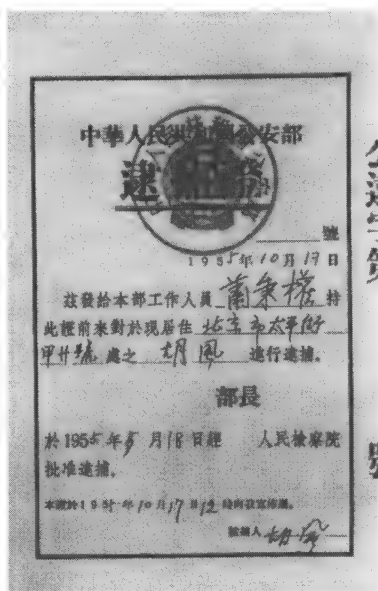 中華人民共和國公安部
逮捕證
號
1955年10月17日
茲發給本部工作人員 蕭 持
此證前來對於現居住 北京市太平街
甲廿號 處之 胡風 進行逮捕。
部長
於1955年5月18日經 人民檢察院
批准逮捕。
本證於1955年10月17日12時向我宣佈過。
被捕人 胡風